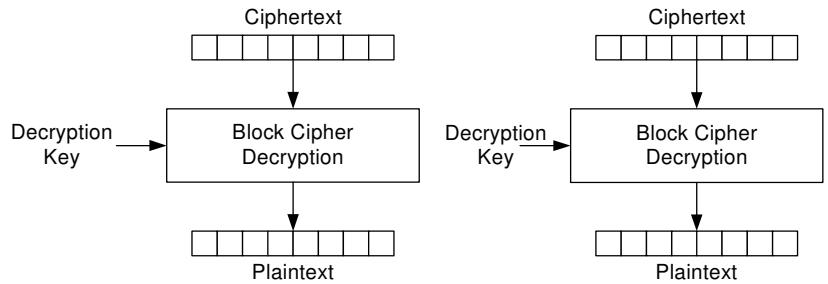 Ciphertext
Decryption
Key
Block Cipher
Decryption
Plaintext
Ciphertext
Decryption
Key
Block Cipher
Decryption
Plaintext